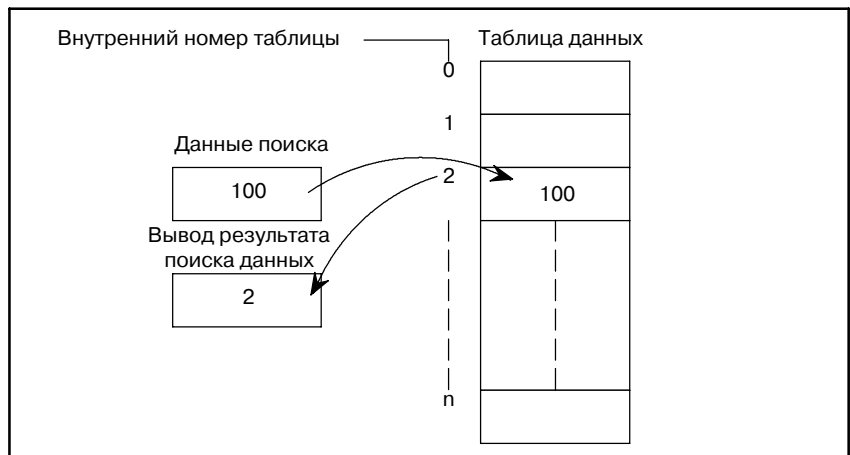 Внутренний номер таблицы
Таблица данных
0
1
Данные поиска
100
2
100
Вывод результата
поиска данных
2
n